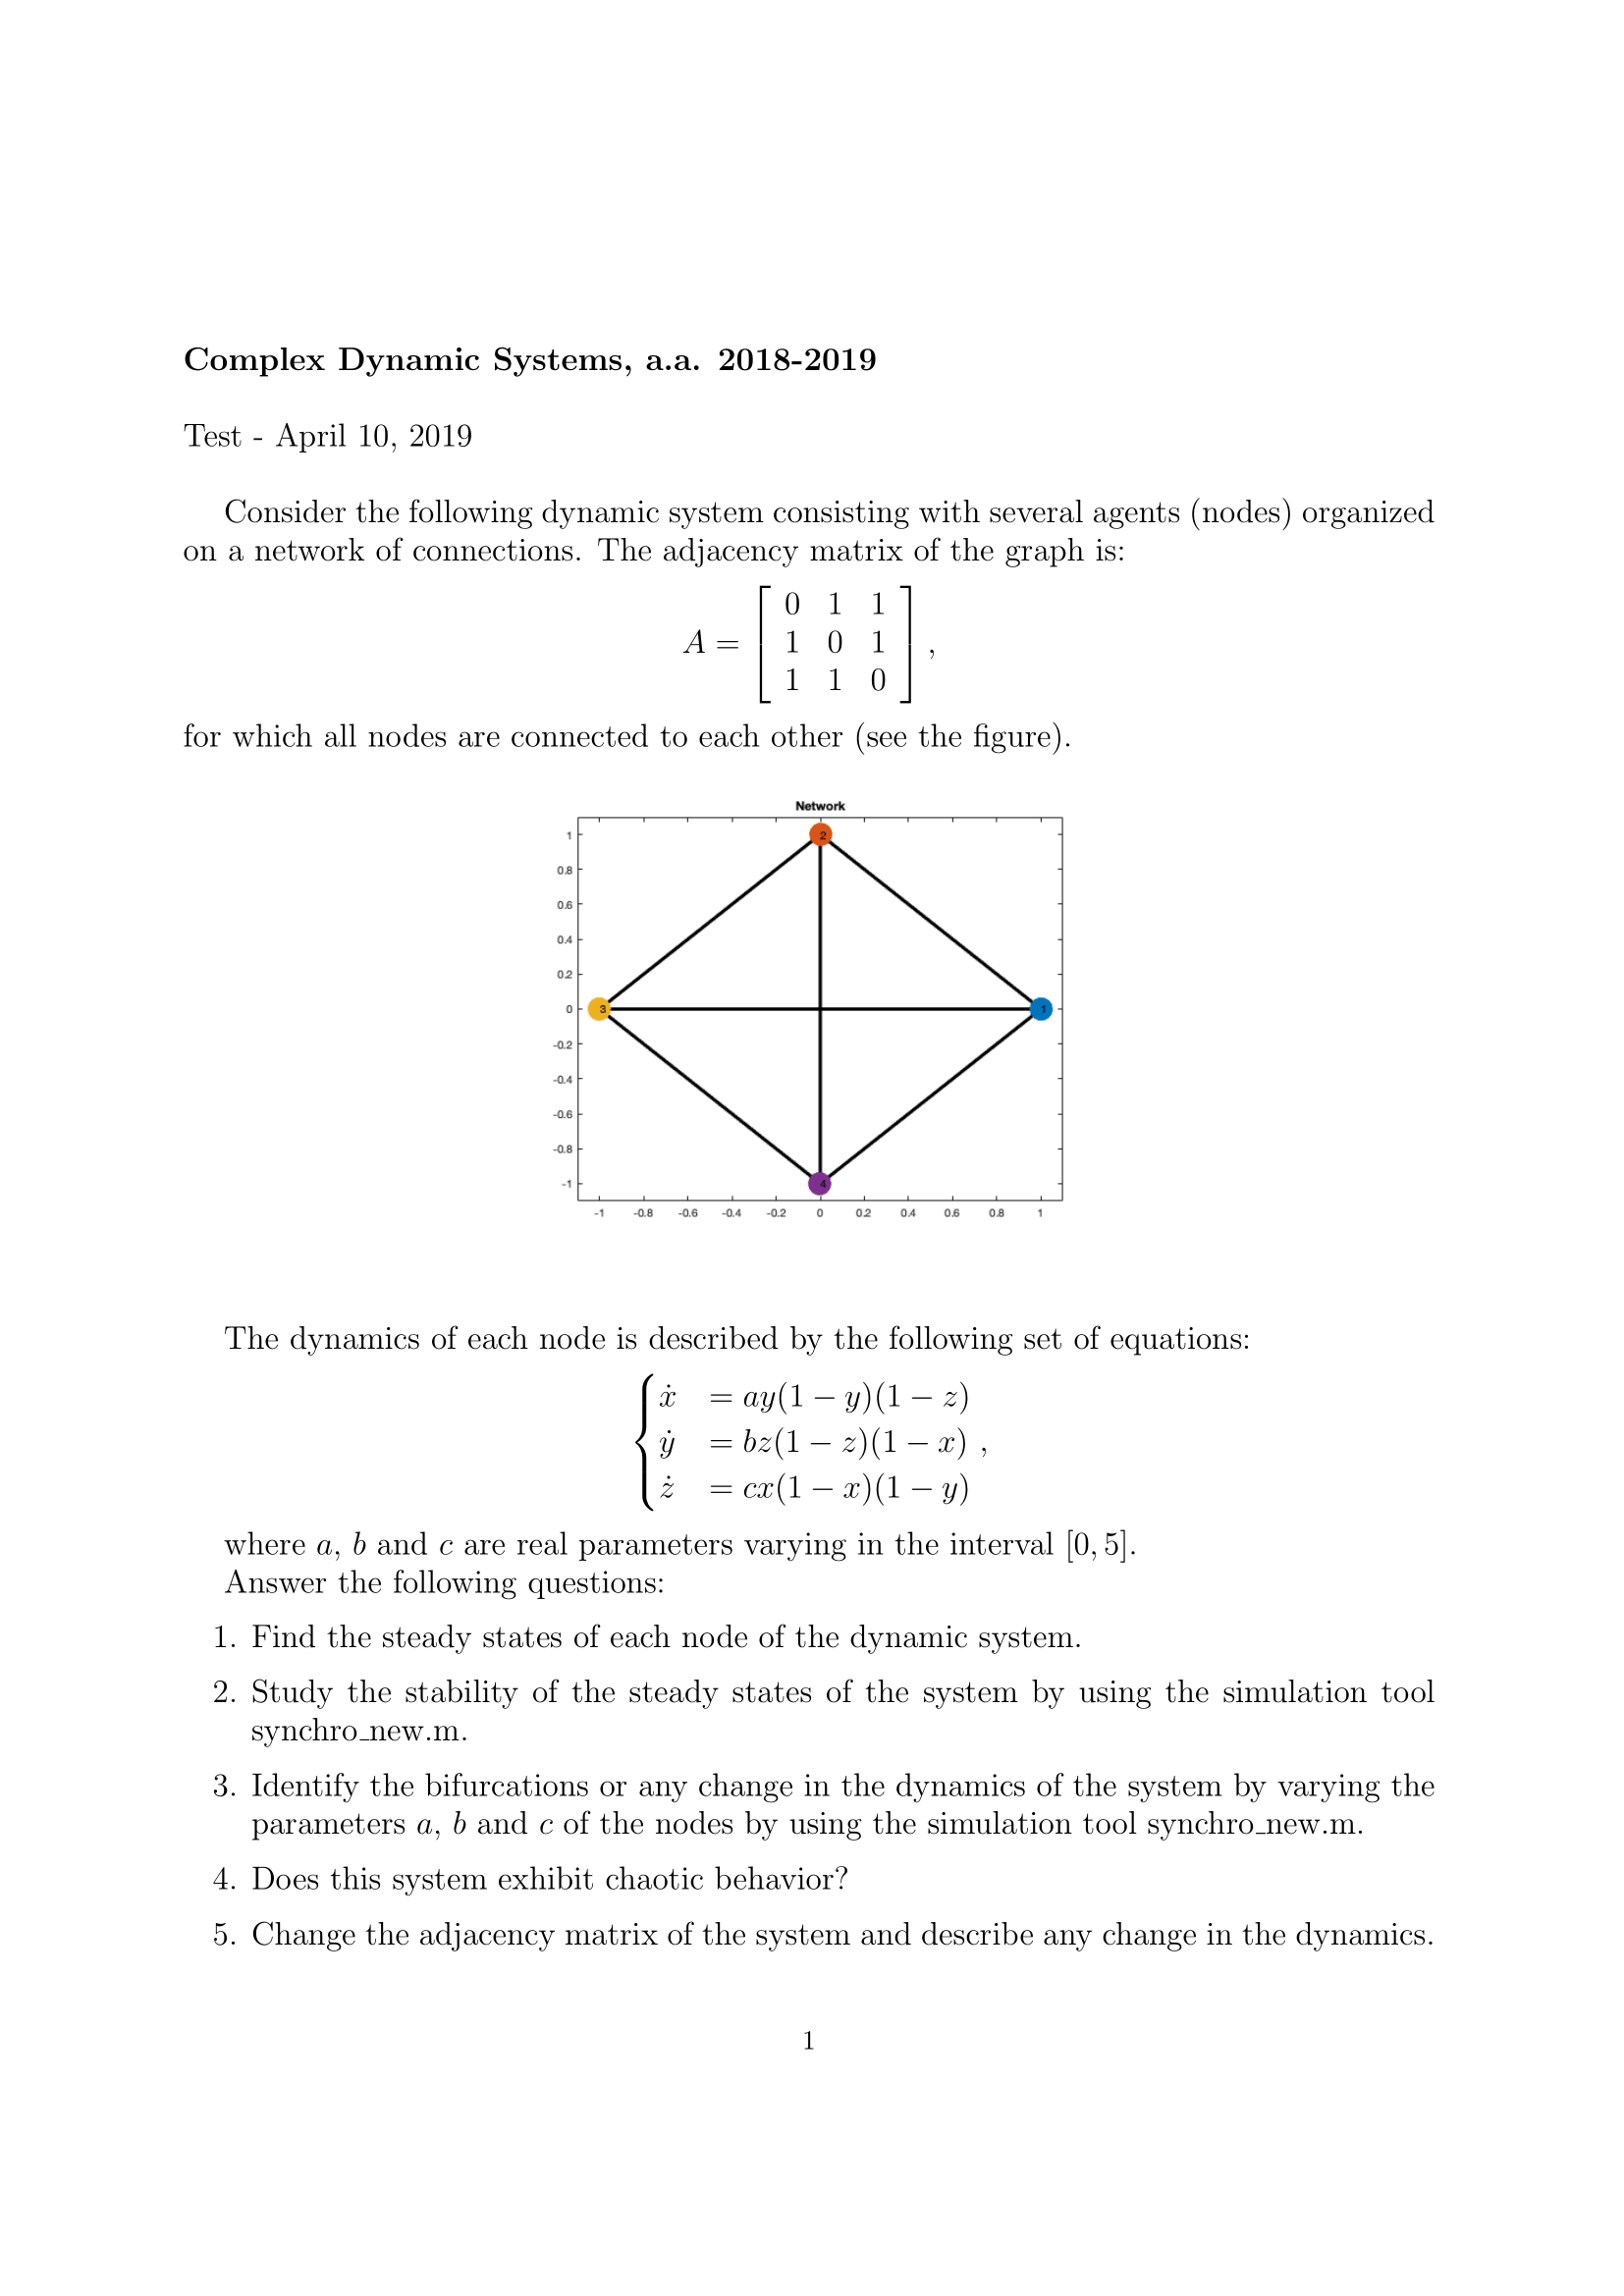 Complex Dynamic Systems, a.a. 2018-2019
Test - April 10, 2019
Consider the following dynamic system consisting with several agents (nodes) organized
on a network of connections. The adjacency matrix of the graph is:
A = [ 0 1 1
1 0 1
1 1 0 ] ,
for which all nodes are connected to each other (see the figure).
Network
1
0.8
0.6
0.4
0.2
0
-0.2
-0.4
-0.6
-0.8
-1
2
3
1
4
-1 -0.8 -0.6 -0.4 -0.2 0 0.2 0.4 0.6 0.8 1
The dynamics of each node is described by the following set of equations:
ẋ = ay(1 − y)(1 − z)
ẏ = bz(1 − z)(1 − x) ,
ż = cx(1 − x)(1 − y)
where a, b and c are real parameters varying in the interval [0, 5].
Answer the following questions:
1. Find the steady states of each node of the dynamic system.
2. Study the stability of the steady states of the system by using the simulation tool
synchro_new.m.
3. Identify the bifurcations or any change in the dynamics of the system by varying the
parameters a, b and c of the nodes by using the simulation tool synchro_new.m.
4. Does this system exhibit chaotic behavior?
5. Change the adjacency matrix of the system and describe any change in the dynamics.
1